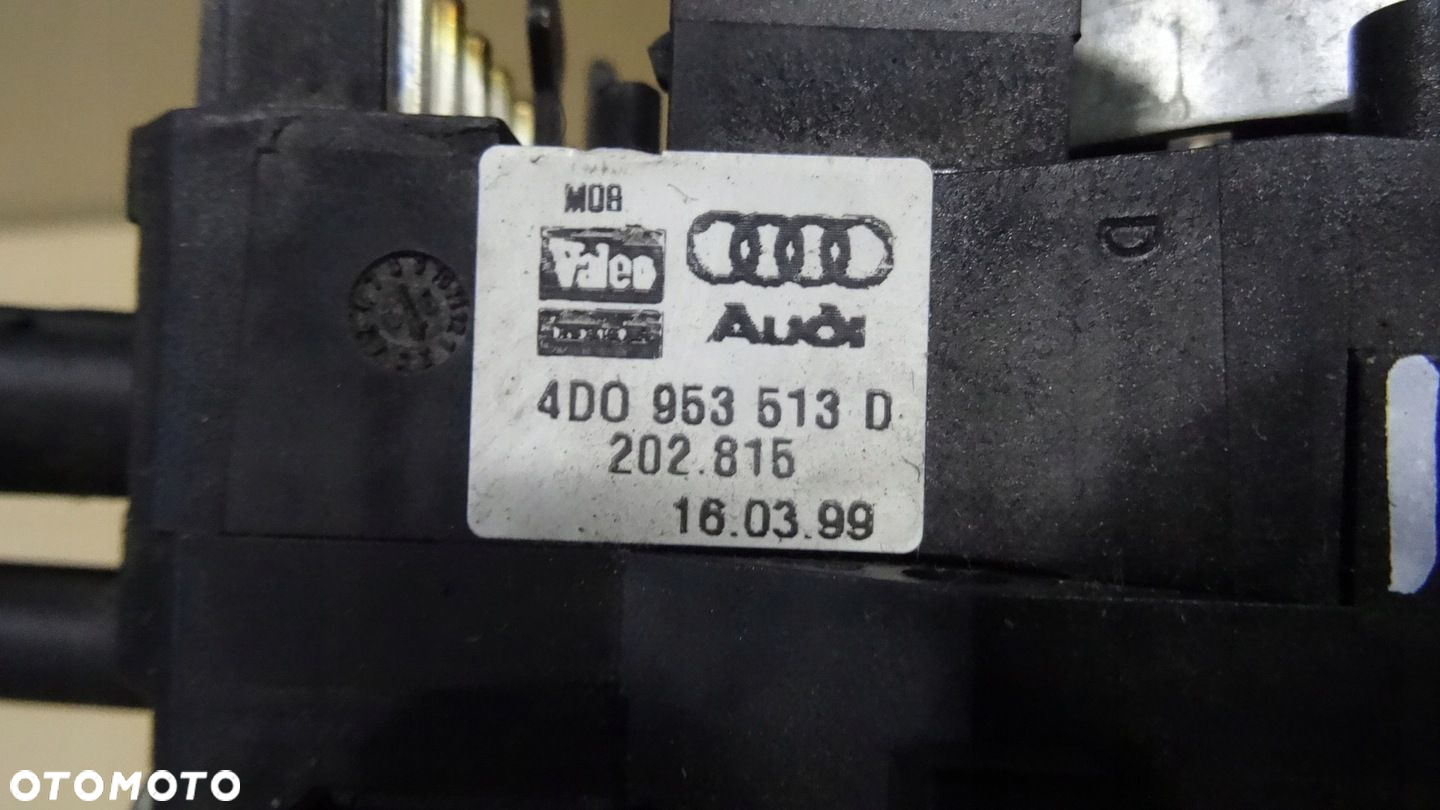 M08
Valeo
Audi
4D0 953 513 D
202.815
16.03.99
D
OTOMOTO